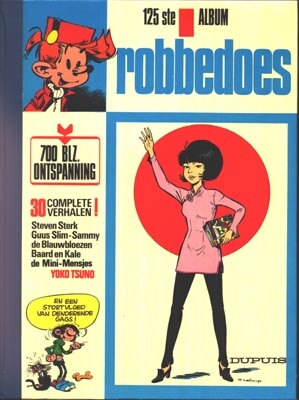 125 ste ALBUM
robbedoes
700 BLZ.
ONTSPANNING
30 COMPLETE
VERHALEN!
Steven Sterk
Guus Slim-Sammy
de Blauwbloezen
Baard en Kale
de Mini-Mensjes
YOKO TSUNO
EN EEN
STORTVLOED
VAN DENDERENDE
GAGS!
DUPUIS